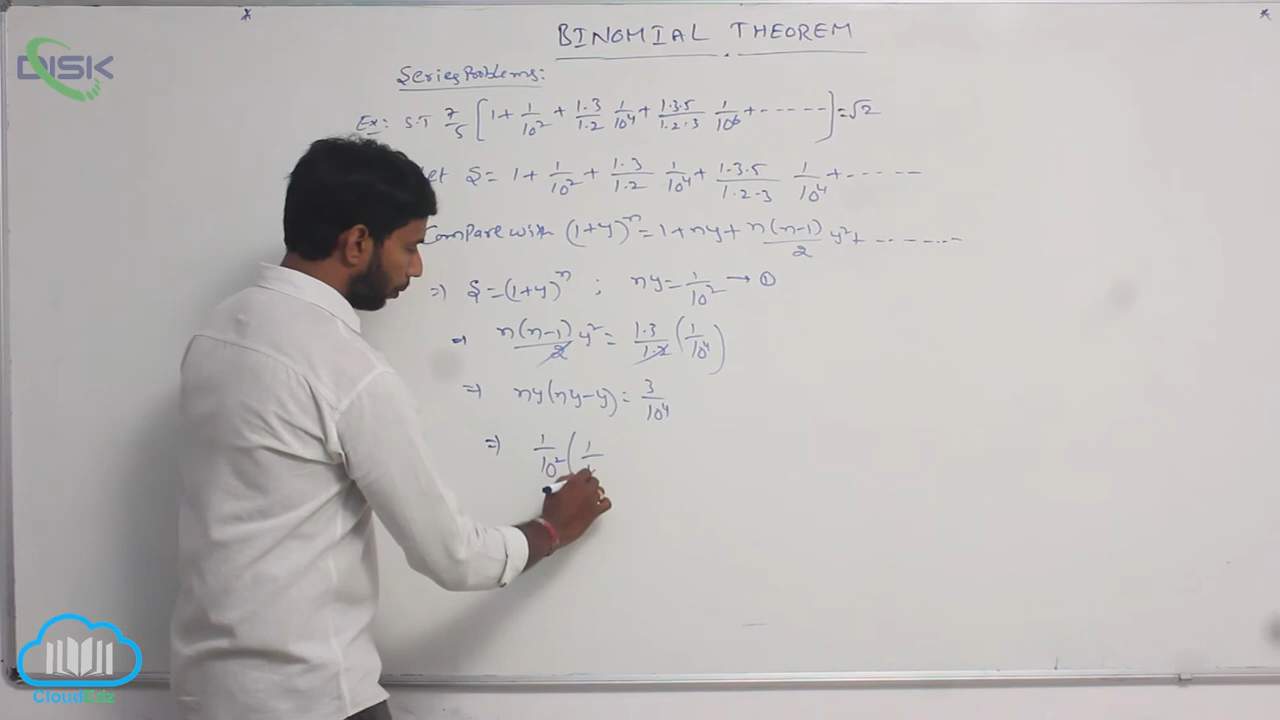 DISK
BINOMIAL THEOREM
Series Problems:
Ex: S.T 7/5 [1 + 1/10² + 1·3/1·2 1/10⁴ + 1·3·5/1·2·3 1/10⁶ + -----] = √2
Let S = 1 + 1/10² + 1·3/1·2 1/10⁴ + 1·3·5/1·2·3 1/10⁴ + -----
Compare with (1+y)ⁿ = 1 + ny + n(n-1)/2 y² + -------
⇒ S = (1+y)ⁿ ; ny = 1/10² → ①
⇒ n(n-1)/2 y² = 1·3/1·2 (1/10⁴)
⇒ ny(ny-y) = 3/10⁴
⇒ 1/10² (1/
CloudEdz